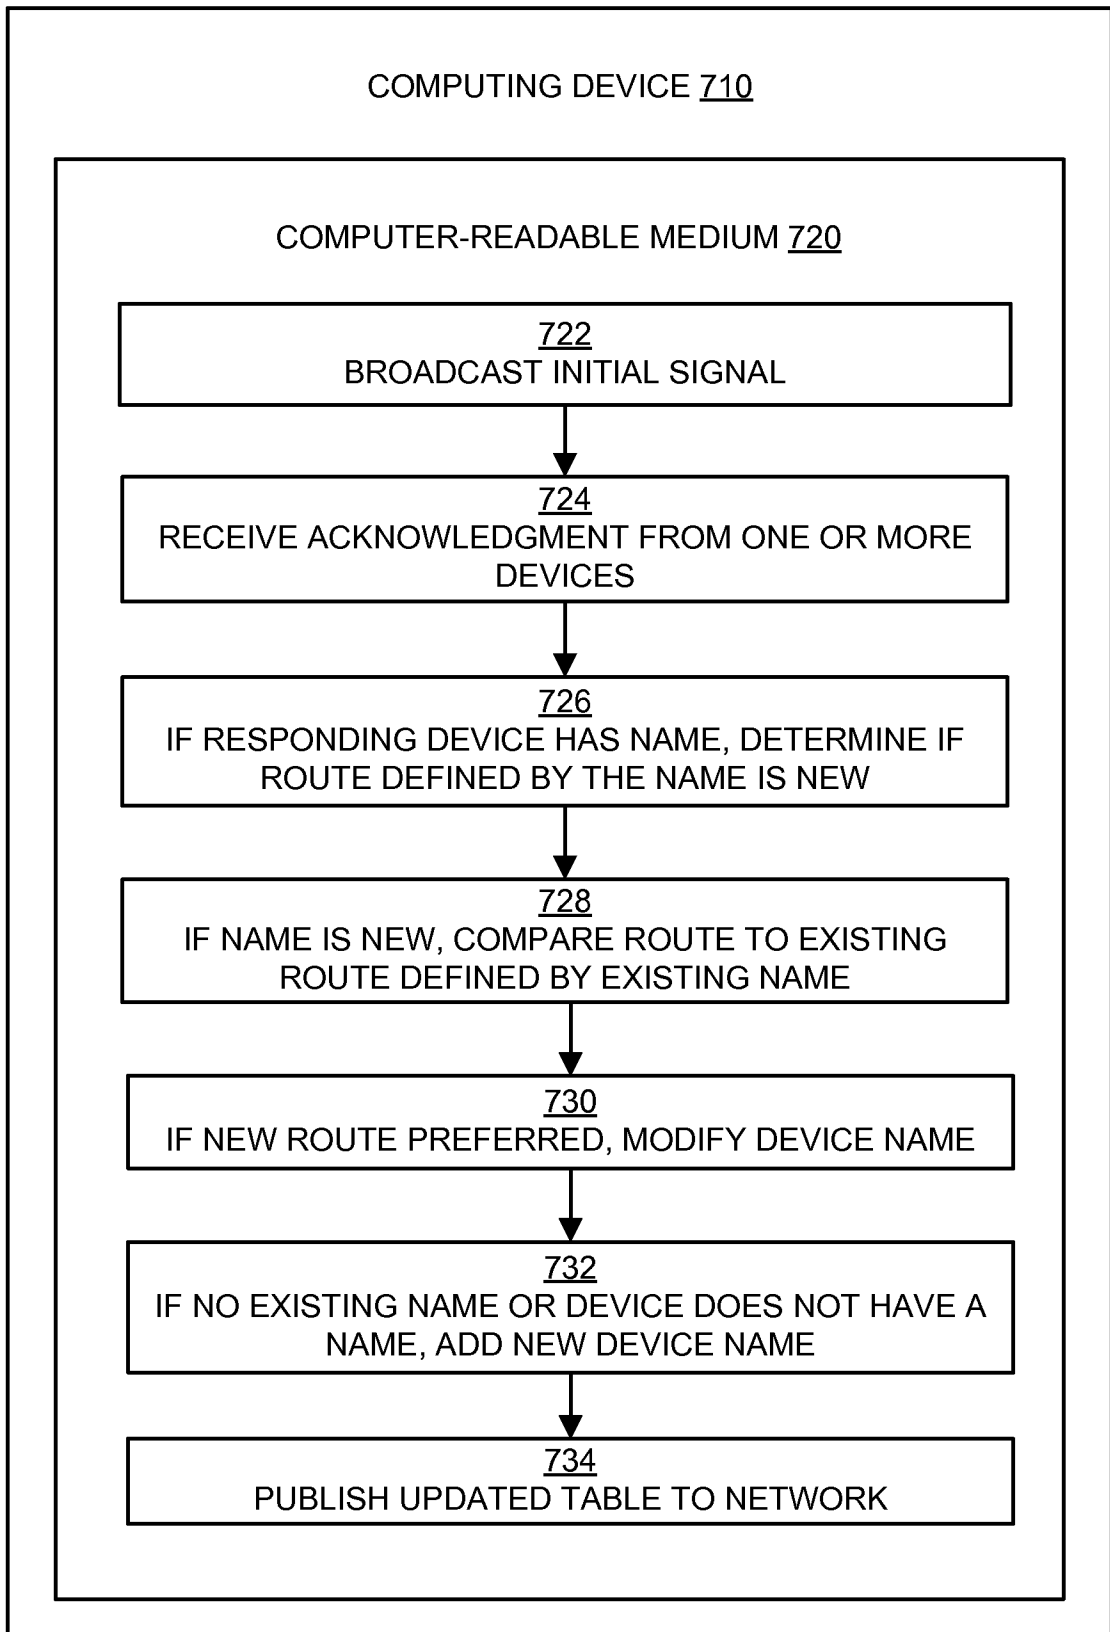 COMPUTING DEVICE 710
COMPUTER-READABLE MEDIUM 720
722
BROADCAST INITIAL SIGNAL
724
RECEIVE ACKNOWLEDGMENT FROM ONE OR MORE
DEVICES
726
IF RESPONDING DEVICE HAS NAME, DETERMINE IF
ROUTE DEFINED BY THE NAME IS NEW
728
IF NAME IS NEW, COMPARE ROUTE TO EXISTING
ROUTE DEFINED BY EXISTING NAME
730
IF NEW ROUTE PREFERRED, MODIFY DEVICE NAME
732
IF NO EXISTING NAME OR DEVICE DOES NOT HAVE A
NAME, ADD NEW DEVICE NAME
734
PUBLISH UPDATED TABLE TO NETWORK